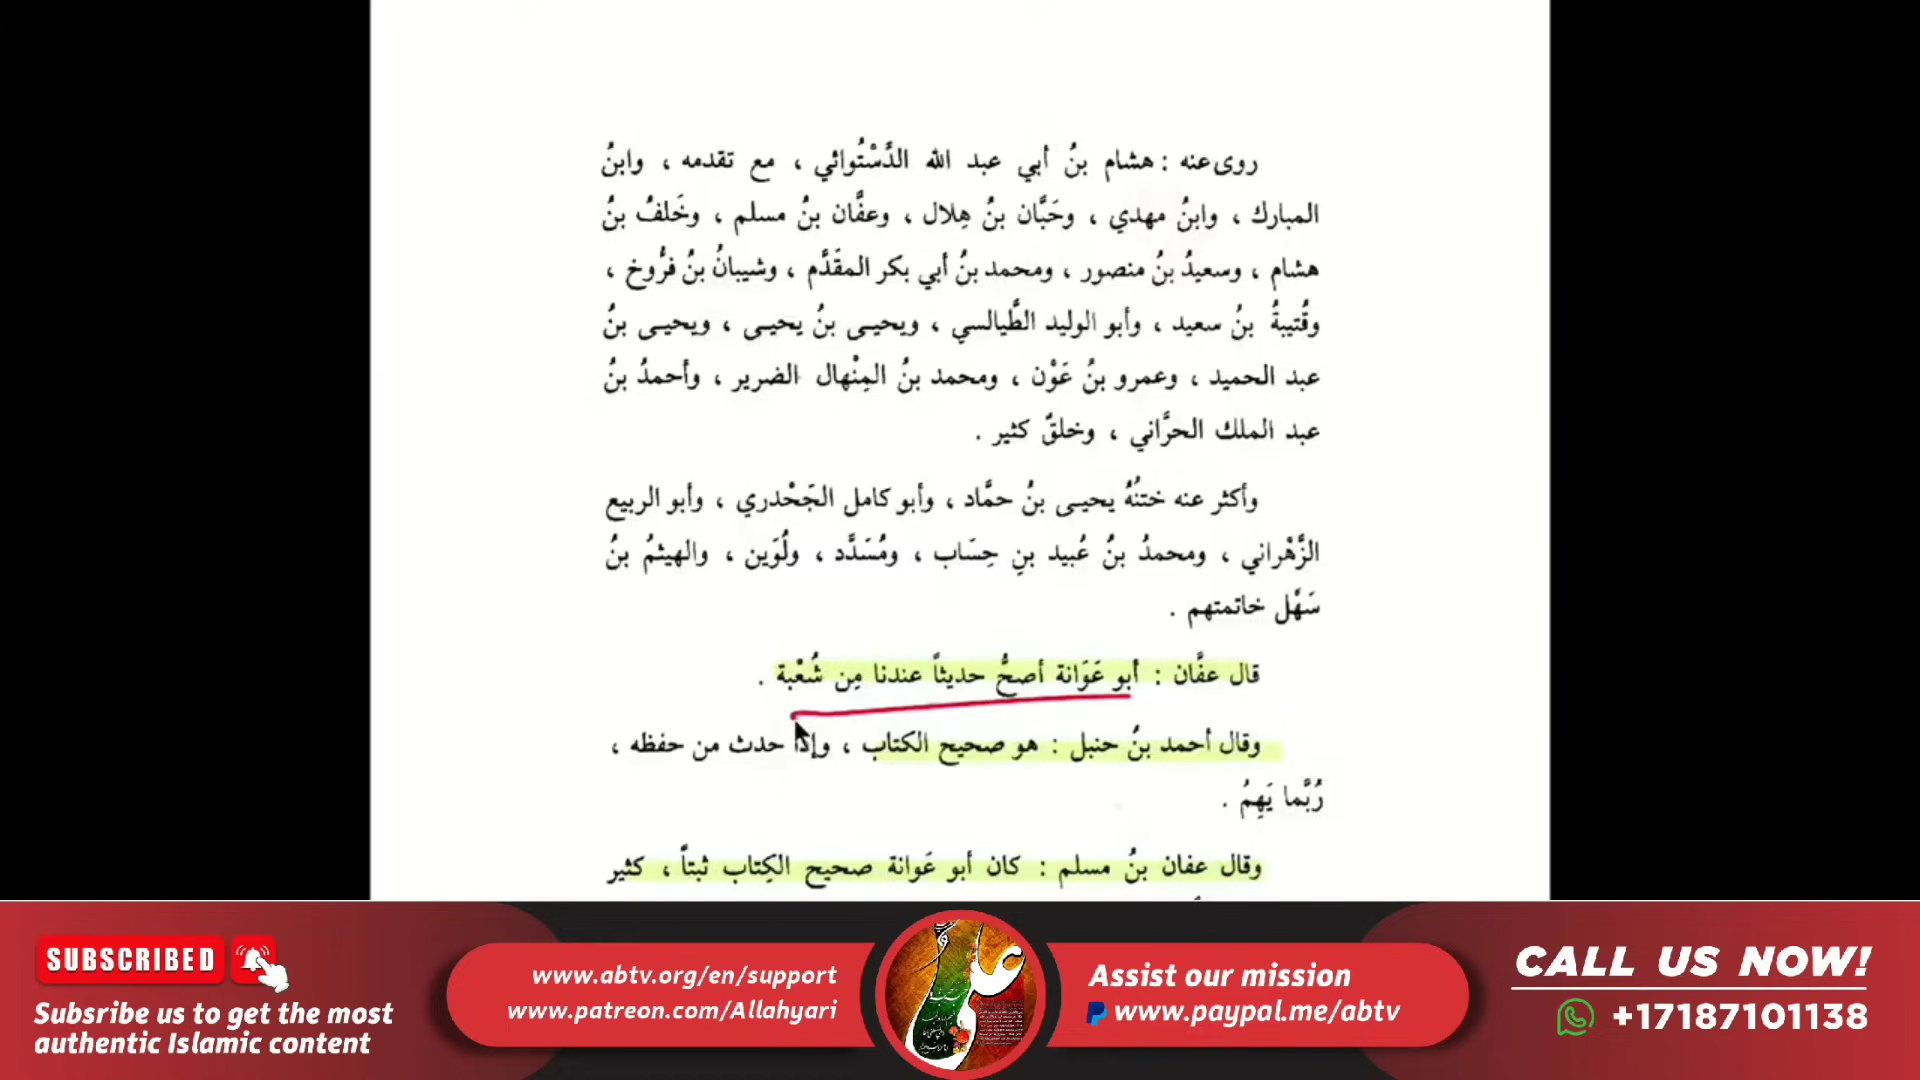 روى عنه : هشام بنُ أبي عبد الله الدَّسْتُوائي ، مع تقدمه ، وابنُ
المبارك ، وابنُ مهدي ، وحَبَّان بنُ هِلال ، وعفَّان بنُ مسلم ، وخَلفُ بنُ
هشام ، وسعيدُ بنُ منصور ، ومحمد بنُ أبي بكر المقَدَّم ، وشيبانُ بنُ فرُّوخ ،
وقُتيبةُ بنُ سعيد ، وأبو الوليد الطَّيالسي ، ويحيـى بنُ يحيـى ، ويحيـى بنُ
عبد الحميد ، وعمرو بنُ عَوْن ، ومحمد بنُ المِنْهال الضرير ، وأحمدُ بنُ
عبد الملك الحرَّاني ، وخلقٌ كثير .
وأكثر عنه ختنُهُ يحيـى بنُ حمَّاد ، وأبو كامل الجَحْدري ، وأبو الربيع
الزَّهْراني ، ومحمدُ بنُ عُبيد بنِ حِسَاب ، ومُسَدَّد ، ولُوَين ، والهيثمُ بنُ
سَهْل خاتمتهم .
قال عفَّان : أبو عَوَانة أصحُّ حديثاً عندنا مِن شُعْبة .
وقال أحمد بنُ حنبل : هو صحيح الكتاب ، وإذا حدث من حفظه ،
رُبَّما يَهِمُ .
وقال عفان بنُ مسلم : كان أبو عَوانة صحيح الكِتاب ثبتاً ، كثير
SUBSCRIBED
Subsribe us to get the most
authentic Islamic content
www.abtv.org/en/support
www.patreon.com/Allahyari
Assist our mission
www.paypal.me/abtv
CALL US NOW!
+17187101138